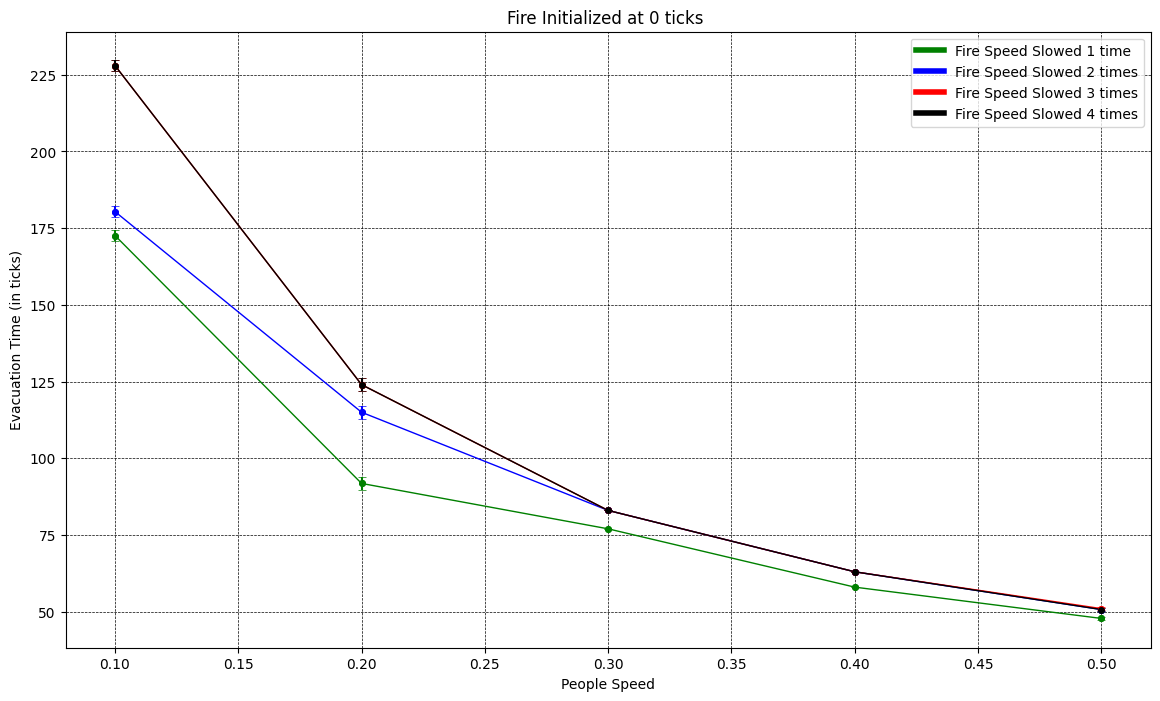 Fire Initialized at 0 ticks
Fire Speed Slowed 1 time
Fire Speed Slowed 2 times
Fire Speed Slowed 3 times
Fire Speed Slowed 4 times
Evacuation Time (in ticks)
225
200
175
150
125
100
75
50
0.10 0.15 0.20 0.25 0.30 0.35 0.40 0.45 0.50
People Speed